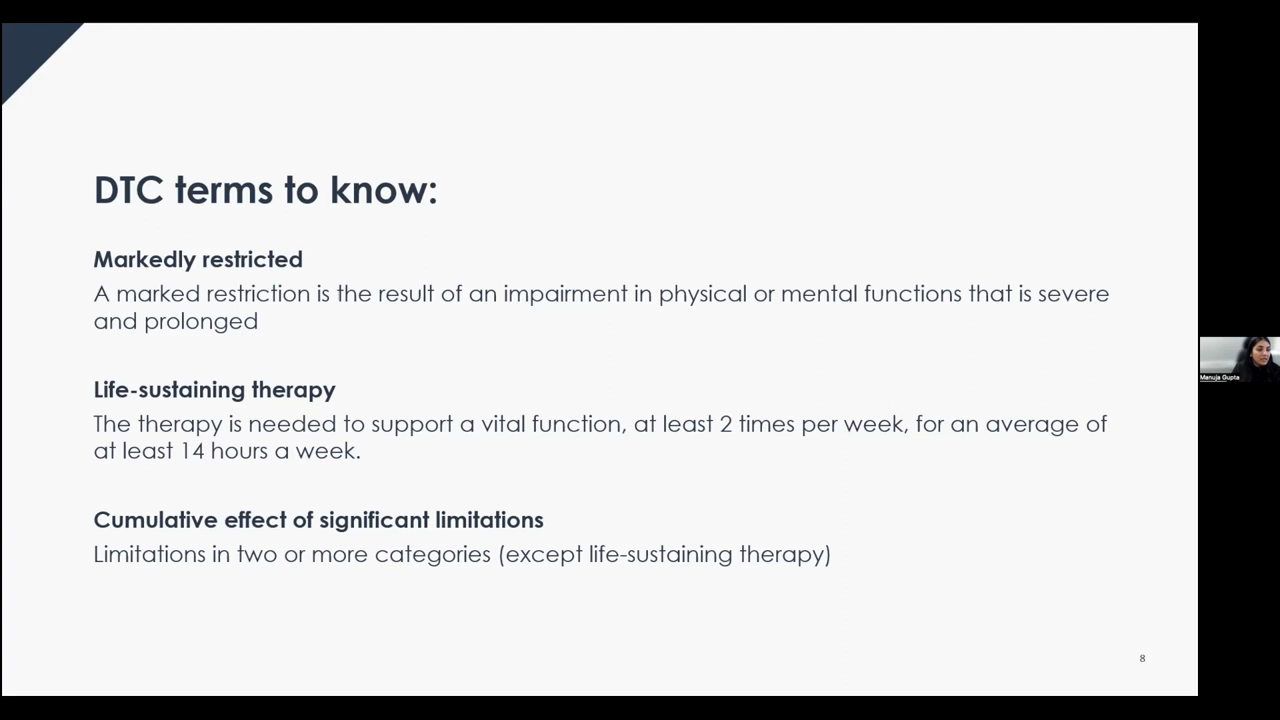 DTC terms to know:
Markedly restricted
A marked restriction is the result of an impairment in physical or mental functions that is severe
and prolonged
Life-sustaining therapy
The therapy is needed to support a vital function, at least 2 times per week, for an average of
at least 14 hours a week.
Cumulative effect of significant limitations
Limitations in two or more categories (except life-sustaining therapy)
8
Manuja Gupta